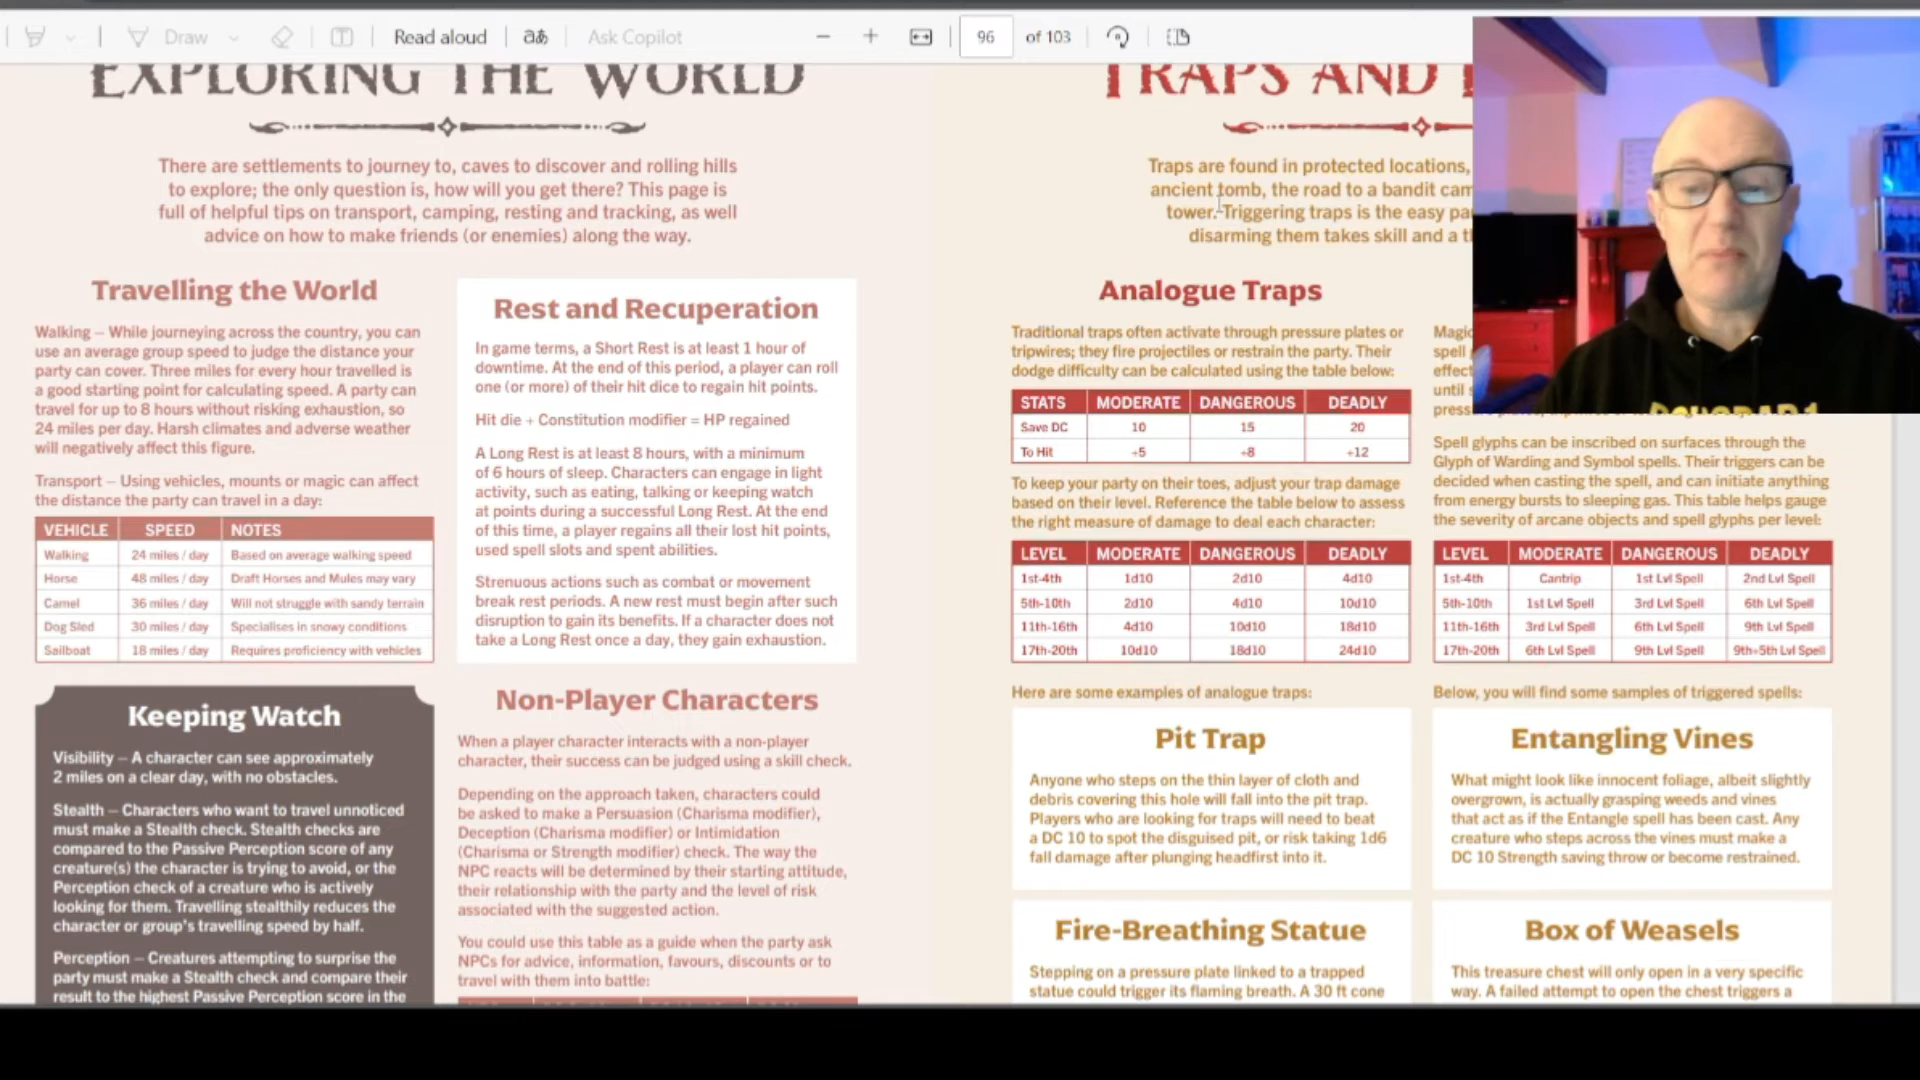 Draw
Read aloud
aあ
Ask Copilot
96
of 103
EXPLORING THE WORLD
There are settlements to journey to, caves to discover and rolling hills
to explore; the only question is, how will you get there? This page is
full of helpful tips on transport, camping, resting and tracking, as well
advice on how to make friends (or enemies) along the way.
Travelling the World
Walking – While journeying across the country, you can
use an average group speed to judge the distance your
party can cover. Three miles for every hour travelled is
a good starting point for calculating speed. A party can
travel for up to 8 hours without risking exhaustion, so
24 miles per day. Harsh climates and adverse weather
will negatively affect this figure.
Transport – Using vehicles, mounts or magic can affect
the distance the party can travel in a day:
VEHICLE SPEED NOTES
Walking 24 miles / day Based on average walking speed
Horse 48 miles / day Draft Horses and Mules may vary
Camel 36 miles / day Will not struggle with sandy terrain
Dog Sled 30 miles / day Specialises in snowy conditions
Sailboat 18 miles / day Requires proficiency with vehicles
Keeping Watch
Visibility – A character can see approximately
2 miles on a clear day, with no obstacles.
Stealth – Characters who want to travel unnoticed
must make a Stealth check. Stealth checks are
compared to the Passive Perception score of any
creature(s) the character is trying to avoid, or the
Perception check of a creature who is actively
looking for them. Travelling stealthily reduces the
character or group's travelling speed by half.
Perception – Creatures attempting to surprise the
party must make a Stealth check and compare their
result to the highest Passive Perception score in the
Rest and Recuperation
In game terms, a Short Rest is at least 1 hour of
downtime. At the end of this period, a player can roll
one (or more) of their hit dice to regain hit points.
Hit die + Constitution modifier = HP regained
A Long Rest is at least 8 hours, with a minimum
of 6 hours of sleep. Characters can engage in light
activity, such as eating, talking or keeping watch
at points during a successful Long Rest. At the end
of this time, a player regains all their lost hit points,
used spell slots and spent abilities.
Strenuous actions such as combat or movement
break rest periods. A new rest must begin after such
disruption to gain its benefits. If a character does not
take a Long Rest once a day, they gain exhaustion.
Non-Player Characters
When a player character interacts with a non-player
character, their success can be judged using a skill check.
Depending on the approach taken, characters could
be asked to make a Persuasion (Charisma modifier),
Deception (Charisma modifier) or Intimidation
(Charisma or Strength modifier) check. The way the
NPC reacts will be determined by their starting attitude,
their relationship with the party and the level of risk
associated with the suggested action.
You could use this table as a guide when the party ask
NPCs for advice, information, favours, discounts or to
travel with them into battle:
TRAPS AND
Traps are found in protected locations,
ancient tomb, the road to a bandit
tower. Triggering traps is the easy
disarming them takes skill and a
Analogue Traps
Traditional traps often activate through pressure plates or
tripwires; they fire projectiles or restrain the party. Their
dodge difficulty can be calculated using the table below:
STATS MODERATE DANGEROUS DEADLY
Save DC 10 15 20
To Hit +5 +8 +12
To keep your party on their toes, adjust your trap damage
based on their level. Reference the table below to assess
the right measure of damage to deal each character:
LEVEL MODERATE DANGEROUS DEADLY
1st-4th 1d10 2d10 4d10
5th-10th 2d10 4d10 10d10
11th-16th 4d10 10d10 18d10
17th-20th 10d10 18d10 24d10
Here are some examples of analogue traps:
Pit Trap
Anyone who steps on the thin layer of cloth and
debris covering this hole will fall into the pit trap.
Players who are looking for traps will need to beat
a DC 10 to spot the disguised pit, or risk taking 1d6
fall damage after plunging headfirst into it.
Fire-Breathing Statue
Stepping on a pressure plate linked to a trapped
statue could trigger its flaming breath. A 30 ft cone
spell
until
Spell glyphs can be inscribed on surfaces through the
Glyph of Warding and Symbol spells. Their triggers can be
decided when casting the spell, and can initiate anything
from energy bursts to sleeping gas. This table helps gauge
the severity of arcane objects and spell glyphs per level:
LEVEL MODERATE DANGEROUS DEADLY
1st-4th Cantrip 1st Lvl Spell 2nd Lvl Spell
5th-10th 1st Lvl Spell 3rd Lvl Spell 6th Lvl Spell
11th-16th 3rd Lvl Spell 6th Lvl Spell 9th Lvl Spell
17th-20th 6th Lvl Spell 9th Lvl Spell 9th+5th Lvl Spell
Below, you will find some samples of triggered spells:
Entangling Vines
What might look like innocent foliage, albeit slightly
overgrown, is actually grasping weeds and vines
that act as if the Entangle spell has been cast. Any
creature who steps across the vines must make a
DC 10 Strength saving throw or become restrained.
Box of Weasels
This treasure chest will only open in a very specific
way. A failed attempt to open the chest triggers a